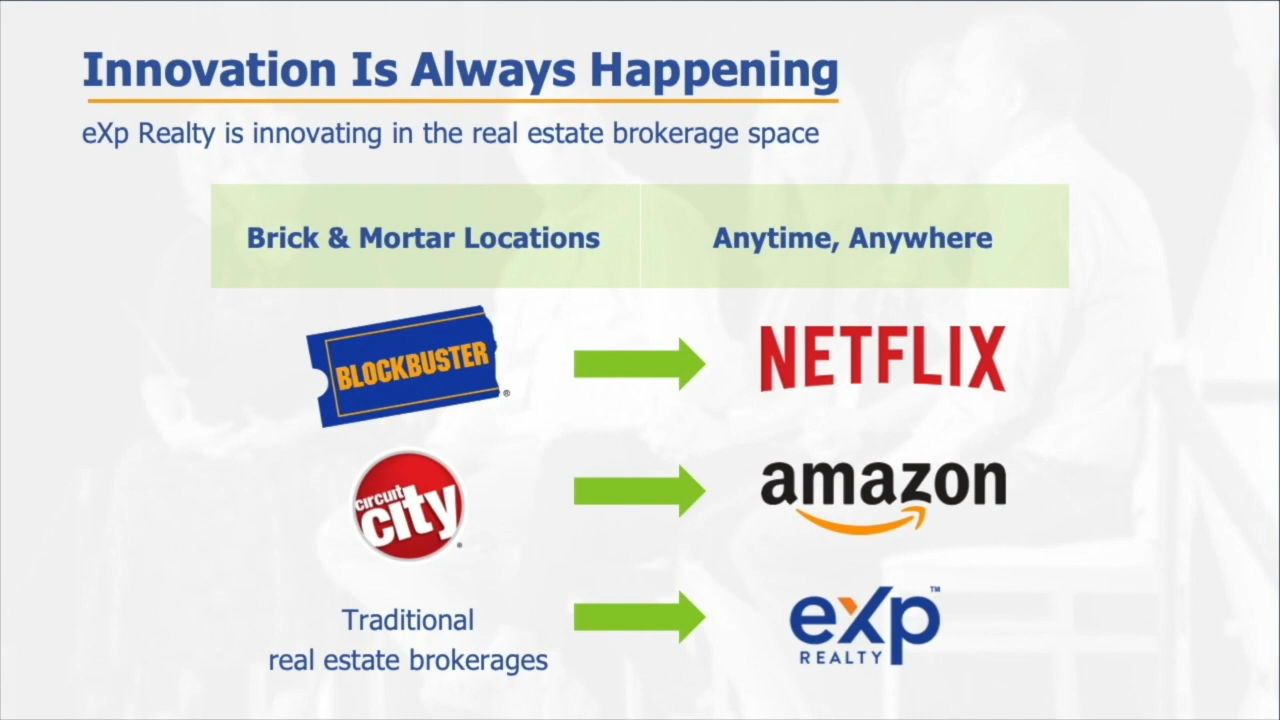 Innovation Is Always Happening
eXp Realty is innovating in the real estate brokerage space
Brick & Mortar Locations
Anytime, Anywhere
BLOCKBUSTER®
NETFLIX
circuit
city®
amazon
Traditional
real estate brokerages
eXp™
REALTY